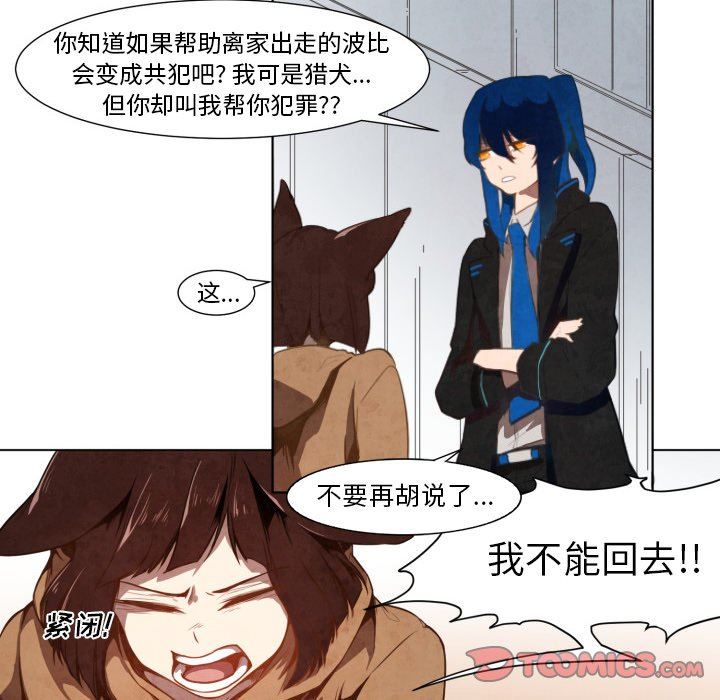 你知道如果帮助离家出走的波比
会变成共犯吧? 我可是猎犬...
但你却叫我帮你犯罪??
这...
不要再胡说了...
我不能回去!!
紧闭!
DTCOMICS.COM